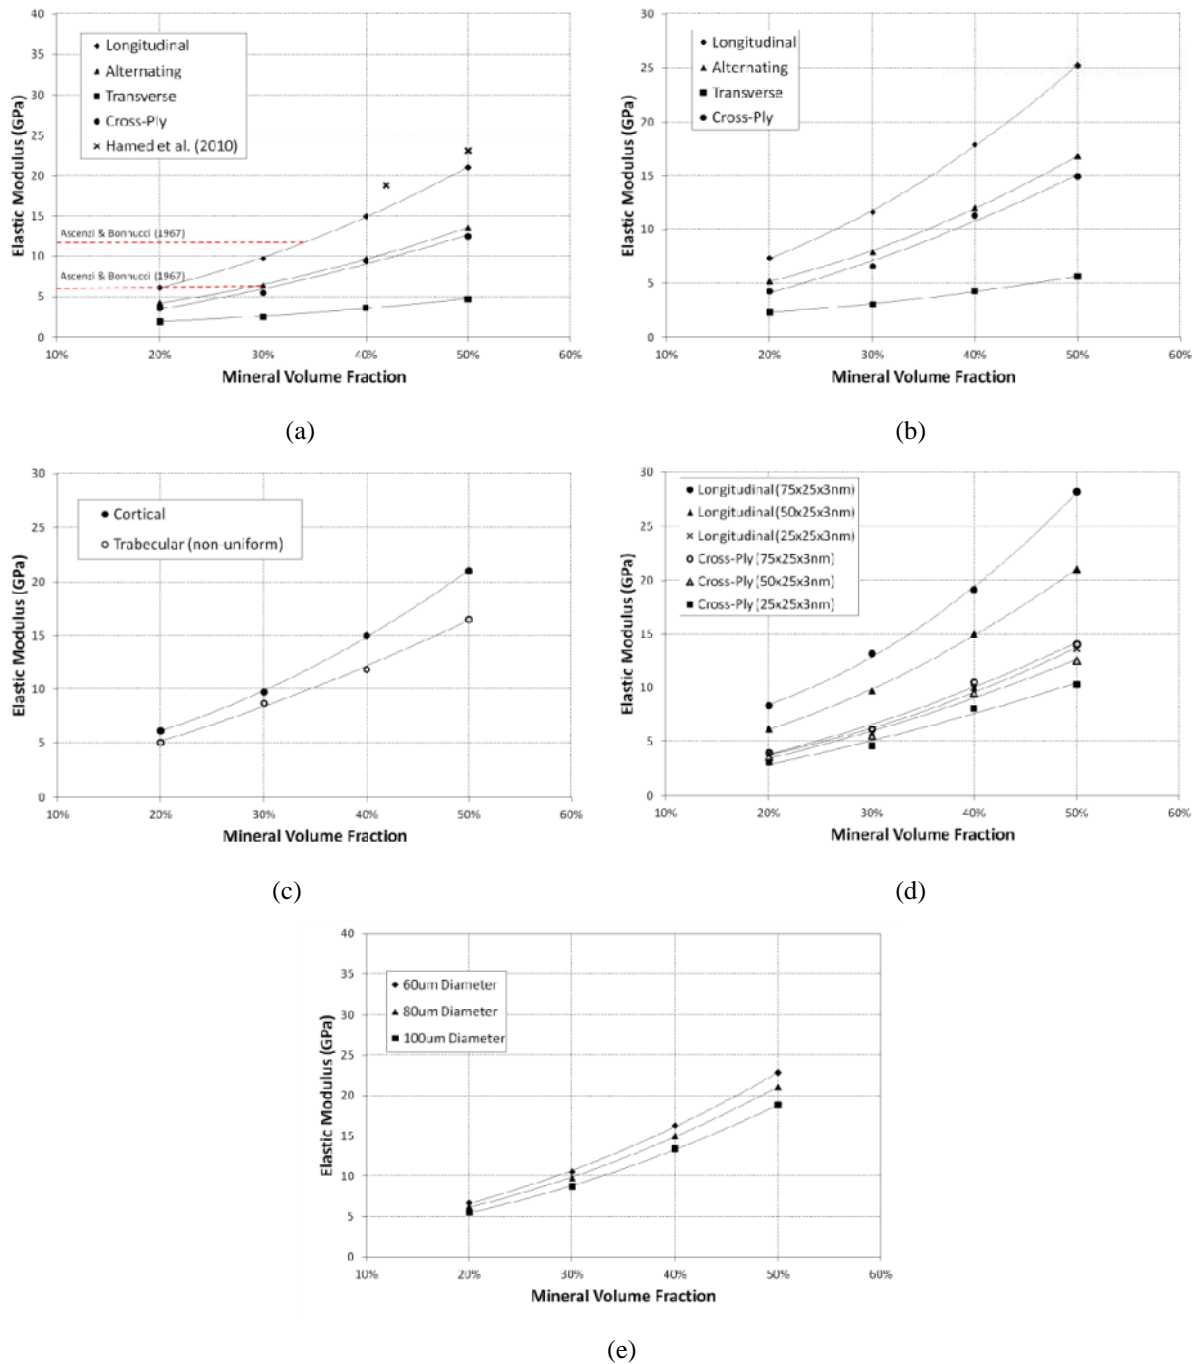 40
35
30
25
20
15
10
5
0
10%
20%
30%
40%
50%
60%
Elastic Modulus (GPa)
Mineral Volume Fraction
Longitudinal
Alternating
Transverse
Cross-Ply
Hamed et al. (2010)
Ascenzi & Bonnucci (1967)
Ascenzi & Bonnucci (1967)
(a)
30
25
20
15
10
5
0
10%
20%
30%
40%
50%
60%
Elastic Modulus (GPa)
Mineral Volume Fraction
Longitudinal
Alternating
Transverse
Cross-Ply
(b)
30
25
20
15
10
5
0
10%
20%
30%
40%
50%
60%
Elastic Modulus (GPa)
Mineral Volume Fraction
Cortical
Trabecular (non-uniform)
(c)
30
25
20
15
10
5
0
10%
20%
30%
40%
50%
60%
Elastic Modulus (GPa)
Mineral Volume Fraction
Longitudinal (75x25x3nm)
Longitudinal (50x25x3nm)
Longitudinal (25x25x3nm)
Cross-Ply (75x25x3nm)
Cross-Ply (50x25x3nm)
Cross-Ply (25x25x3nm)
(d)
40
35
30
25
20
15
10
5
0
10%
20%
30%
40%
50%
60%
Elastic Modulus (GPa)
Mineral Volume Fraction
60um Diameter
80um Diameter
100um Diameter
(e)